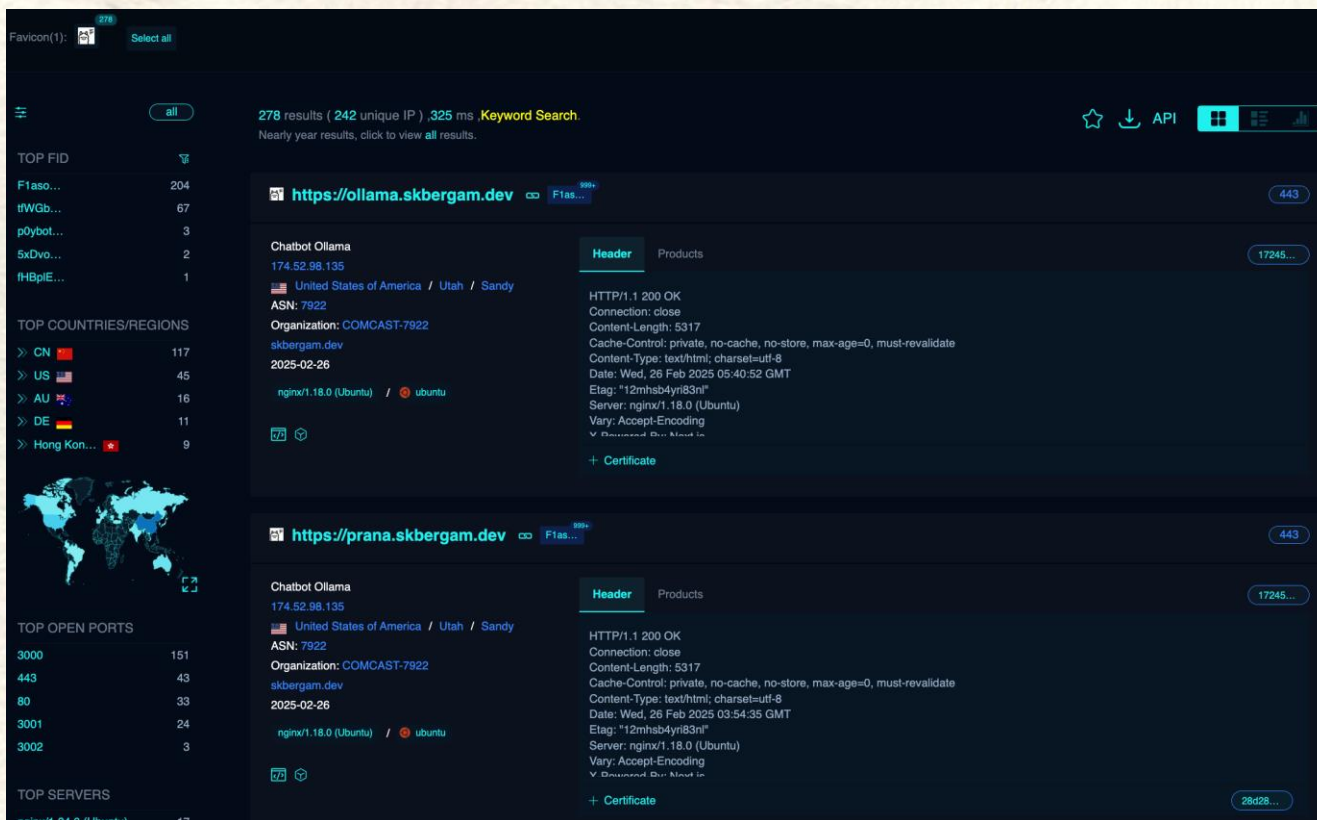 278
Favicon(1):
Select all
all
TOP FID
F1aso... 204
tfWGb... 67
p0ybot... 3
5xDvo... 2
fHBplE... 1
TOP COUNTRIES/REGIONS
CN 117
US 45
AU 16
DE 11
Hong Kon... 9
TOP OPEN PORTS
3000 151
443 43
80 33
3001 24
3002 3
TOP SERVERS
278 results ( 242 unique IP ) ,325 ms ,Keyword Search.
Nearly year results, click to view all results.
API
https://ollama.skbergam.dev F1as... 999+
443
Chatbot Ollama
174.52.98.135
United States of America / Utah / Sandy
ASN: 7922
Organization: COMCAST-7922
skbergam.dev
2025-02-26
nginx/1.18.0 (Ubuntu) / ubuntu
Header Products
17245...
HTTP/1.1 200 OK
Connection: close
Content-Length: 5317
Cache-Control: private, no-cache, no-store, max-age=0, must-revalidate
Content-Type: text/html; charset=utf-8
Date: Wed, 26 Feb 2025 05:40:52 GMT
Etag: "12mhsb4yri83nl"
Server: nginx/1.18.0 (Ubuntu)
Vary: Accept-Encoding
X-Powered-By: Next.js
+ Certificate
https://prana.skbergam.dev F1as... 999+
443
Chatbot Ollama
174.52.98.135
United States of America / Utah / Sandy
ASN: 7922
Organization: COMCAST-7922
skbergam.dev
2025-02-26
nginx/1.18.0 (Ubuntu) / ubuntu
Header Products
17245...
HTTP/1.1 200 OK
Connection: close
Content-Length: 5317
Cache-Control: private, no-cache, no-store, max-age=0, must-revalidate
Content-Type: text/html; charset=utf-8
Date: Wed, 26 Feb 2025 03:54:35 GMT
Etag: "12mhsb4yri83nl"
Server: nginx/1.18.0 (Ubuntu)
Vary: Accept-Encoding
X-Powered-By: Next.js
+ Certificate
28d28...